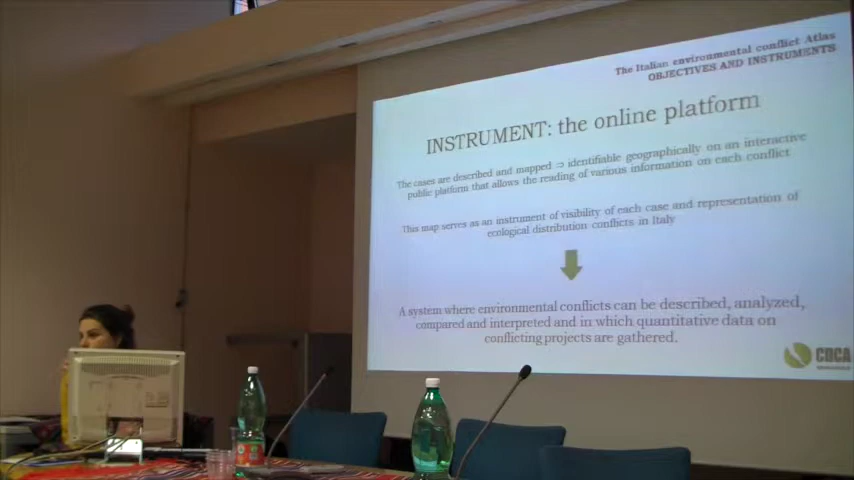 The Italian environmental conflict Atlas
OBJECTIVES AND INSTRUMENTS
INSTRUMENT: the online platform
The cases are described and mapped ⇒ identifiable geographically on an interactive
public platform that allows the reading of various information on each conflict
This map serves as an instrument of visibility of each case and representation of
ecological distribution conflicts in Italy
A system where environmental conflicts can be described, analyzed,
compared and interpreted and in which quantitative data on
conflicting projects are gathered.
CDCA